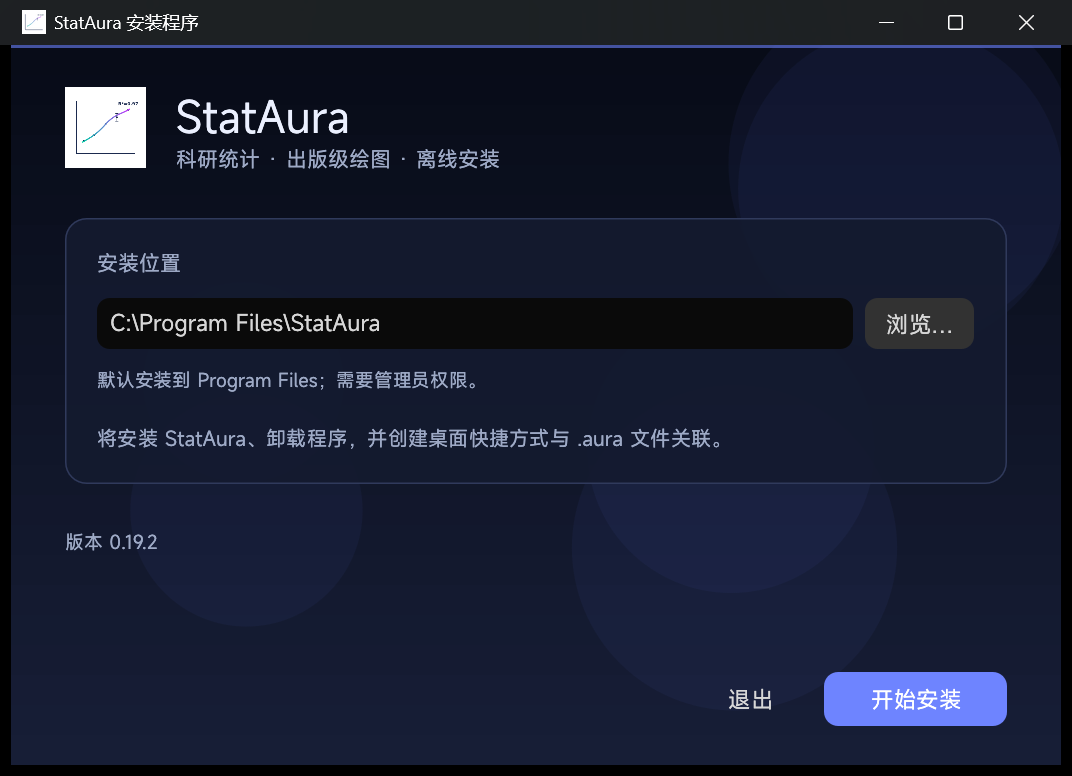 StatAura 安装程序
StatAura
科研统计 · 出版级绘图 · 离线安装
安装位置
C:\Program Files\StatAura
浏览...
默认安装到 Program Files；需要管理员权限。
将安装 StatAura、卸载程序，并创建桌面快捷方式与 .aura 文件关联。
版本 0.19.2
退出
开始安装